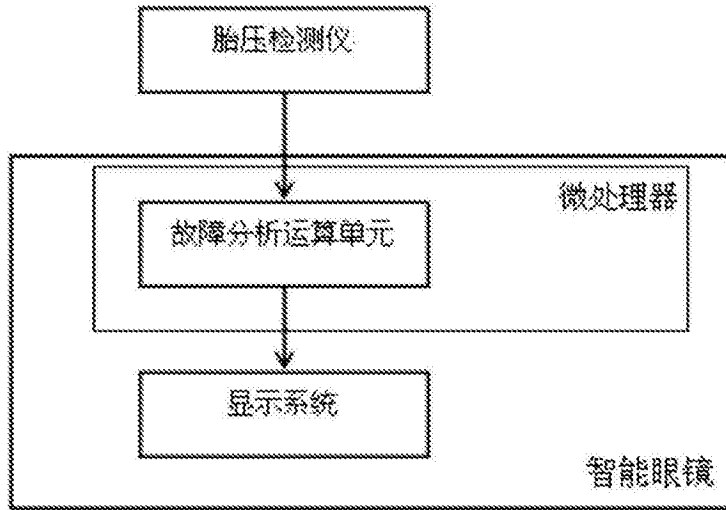 胎压检测仪
微处理器
故障分析运算单元
显示系统
智能眼镜